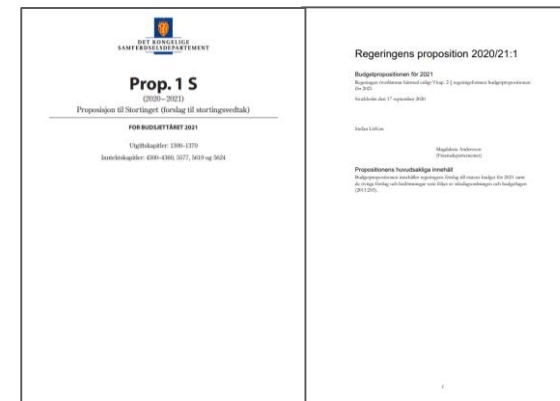 DET KONGELIGE
SAMFERDSELSDEPARTEMENT
Prop. 1 S
(2020–2021)
Proposisjon til Stortinget (forslag til stortingsvedtak)
FOR BUDSJETTÅRET 2021
Utgiftskapitler: 1300–1370
Inntektskapitler: 4300–4360, 5577, 5619 og 5624
Regeringens proposition 2020/21:1
Budgetpropositionen för 2021
Regeringen överlämnar härmed enligt 9 kap. 2 § regeringsformen budgetpropositionen
för 2021.
Stockholm den 17 september 2020
Stefan Löfven
Magdalena Andersson
(Finansdepartementet)
Propositionens huvudsakliga innehåll
Budgetpropositionen innehåller regeringens förslag till statens budget för 2021 samt
de övriga förslag och bedömningar som följer av riksdagsordningen och budgetlagen
(2011:203).
1